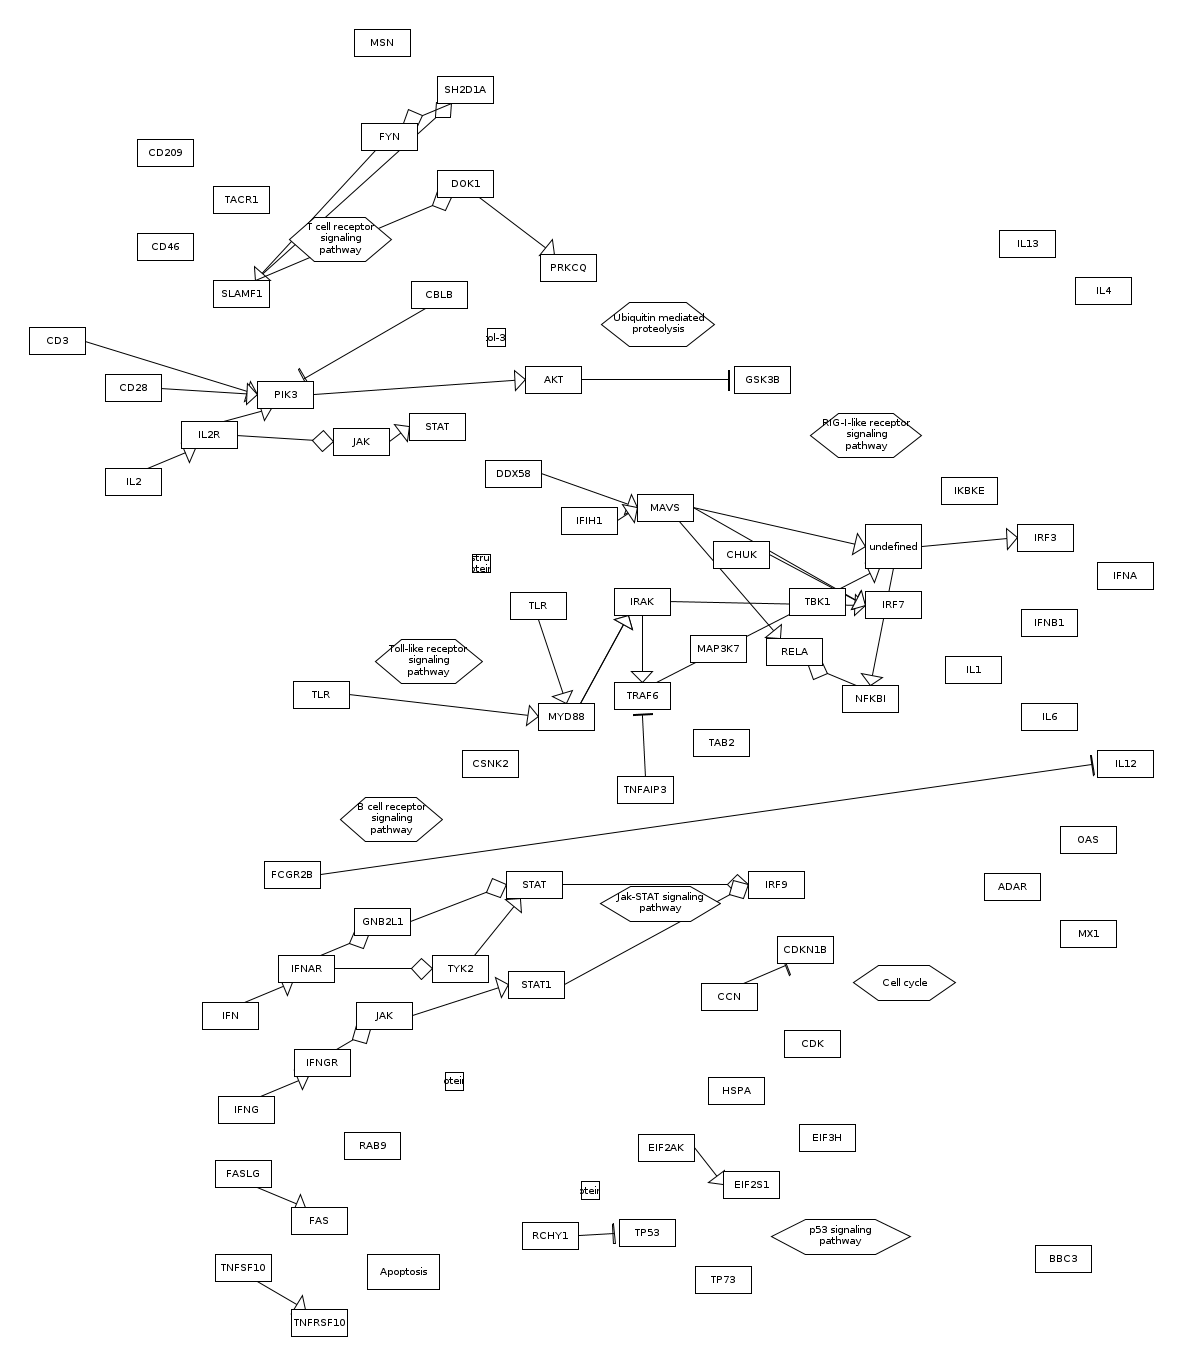 MSN
SH2D1A
FYN
CD209
DOK1
TACR1
T cell receptor
signaling
pathway
CD46
IL13
PRKCQ
SLAMF1
CBLB
IL4
Ubiquitin mediated
proteolysis
CD3
ol-3
AKT
GSK3B
CD28
PIK3
STAT
IL2R
JAK
RIG-I-like receptor
signaling
pathway
DDX58
IL2
IKBKE
MAVS
IFIH1
CHUK
undefined
IRF3
IFNA
TLR
IRAK
TBK1
IRF7
IFNB1
MAP3K7
RELA
Toll-like receptor
signaling
pathway
IL1
TLR
TRAF6
NFKBI
MYD88
IL6
TAB2
CSNK2
IL12
TNFAIP3
B cell receptor
signaling
pathway
OAS
FCGR2B
STAT
IRF9
ADAR
Jak-STAT signaling
pathway
GNB2L1
MX1
CDKN1B
IFNAR
TYK2
STAT1
Cell cycle
CCN
IFN
JAK
CDK
IFNGR
otein
HSPA
IFNG
EIF3H
RAB9
EIF2AK
FASLG
EIF2S1
otein
FAS
RCHY1
TP53
p53 signaling
pathway
BBC3
TNFSF10
Apoptosis
TP73
TNFRSF10